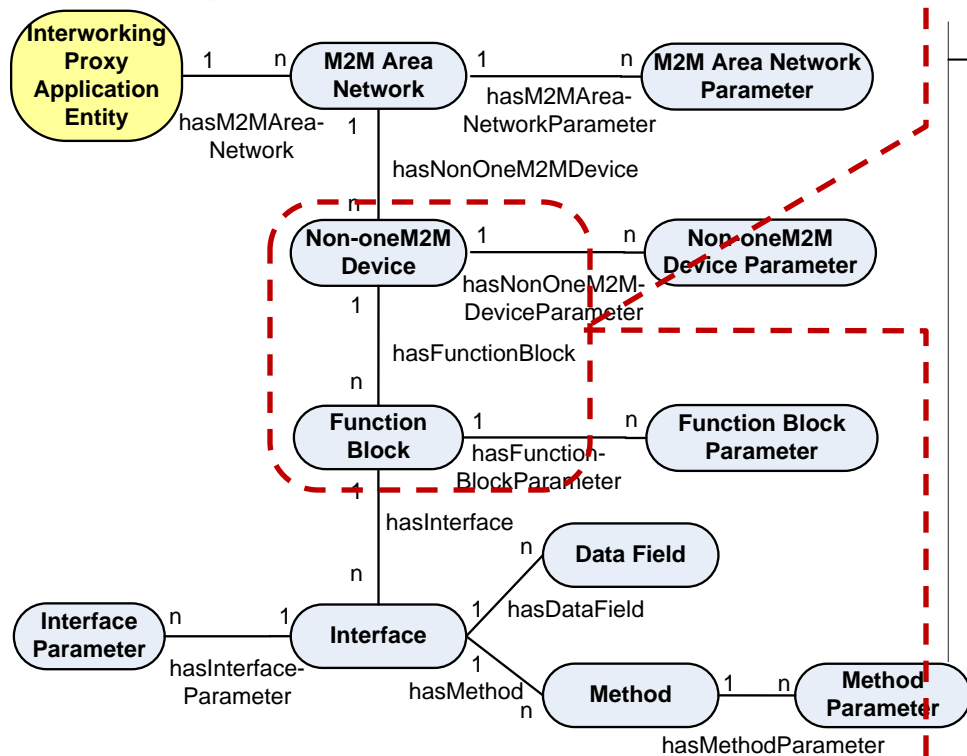 Interworking
Proxy
Application
Entity
1
n
M2M Area
Network
1
n
M2M Area Network
Parameter
hasM2MArea-
Network
hasM2MArea-
NetworkParameter
1
hasNonOneM2MDevice
n
Non-oneM2M
Device
1
n
Non-oneM2M
Device Parameter
hasNonOneM2M-
DeviceParameter
1
hasFunctionBlock
n
Function
Block
1
n
Function Block
Parameter
hasFunction-
BlockParameter
1
hasInterface
n
Data Field
n
Interface
Parameter
n
1
Interface
1
hasDataField
hasInterface-
Parameter
1
hasMethod
n
Method
1
n
Method
Parameter
hasMethodParameter